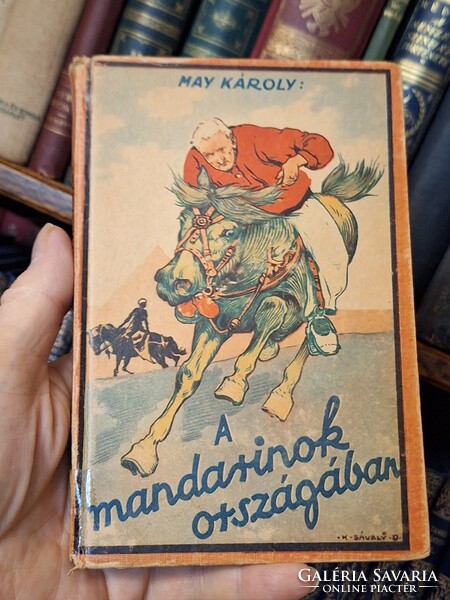 MAY KÁROLY:
A
mandarinok
országában
K. SÁVELY D.
GALÉRIA SAVARIA
ONLINE PIACTÉR